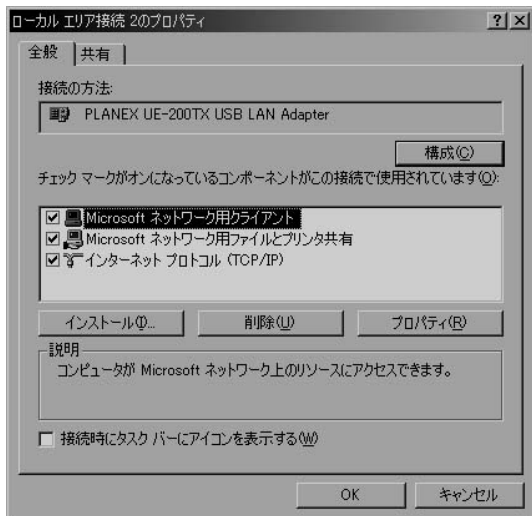 ローカル エリア接続 2のプロパティ
全般
共有
接続の方法:
PLANEX UE-200TX USB LAN Adapter
構成(C)
チェック マークがオンになっているコンポーネントがこの接続で使用されています(O):
Microsoft ネットワーク用クライアント
Microsoft ネットワーク用ファイルとプリンタ共有
インターネット プロトコル (TCP/IP)
インストール(I)...
削除(U)
プロパティ(R)
説明
コンピュータが Microsoft ネットワーク上のリソースにアクセスできます。
接続時にタスク バーにアイコンを表示する(W)
OK
キャンセル